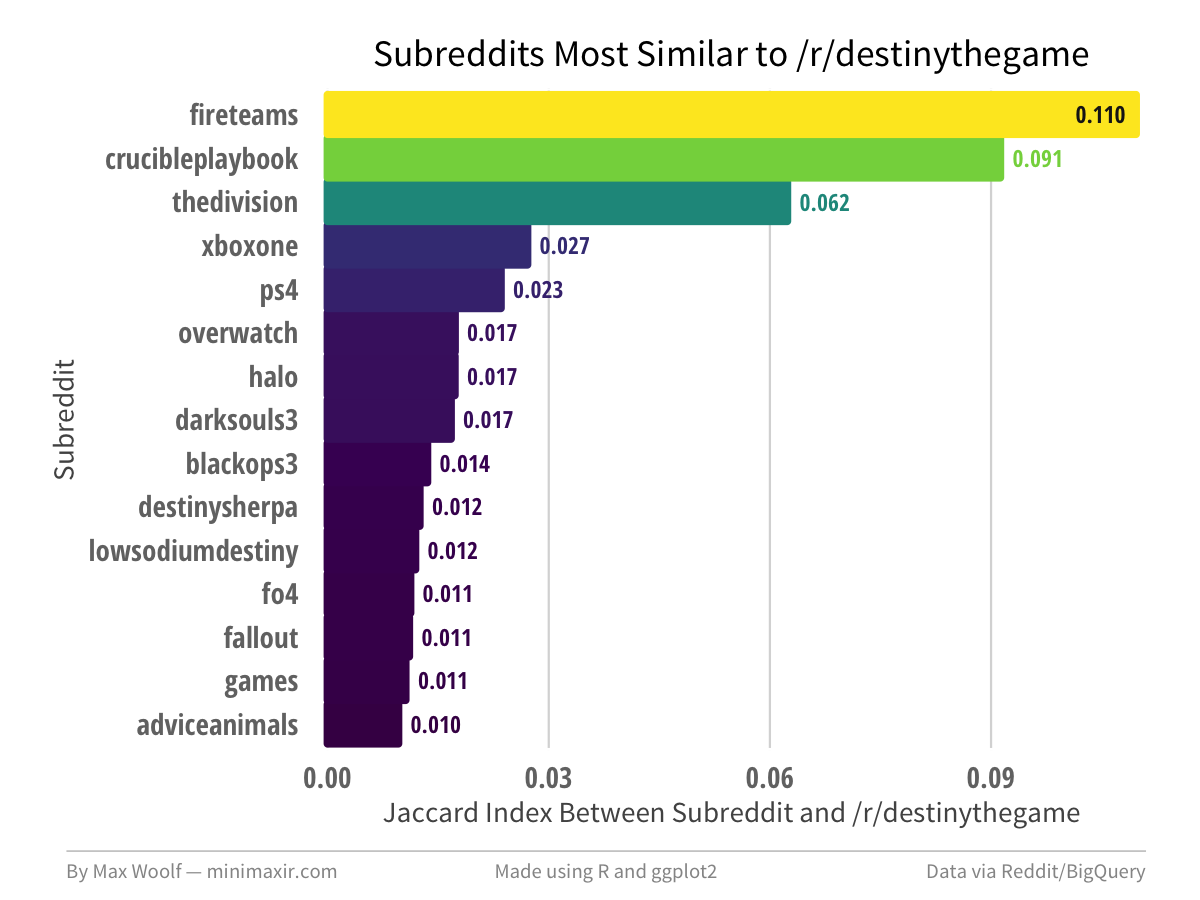 Subreddits Most Similar to /r/destinythegame
fireteams 0.110
crucibleplaybook 0.091
thedivision 0.062
xboxone 0.027
ps4 0.023
overwatch 0.017
halo 0.017
darksouls3 0.017
blackops3 0.014
destinysherpa 0.012
lowsodiumdestiny 0.012
fo4 0.011
fallout 0.011
games 0.011
adviceanimals 0.010
Subreddit
0.00 0.03 0.06 0.09
Jaccard Index Between Subreddit and /r/destinythegame
By Max Woolf — minimaxir.com Made using R and ggplot2 Data via Reddit/BigQuery